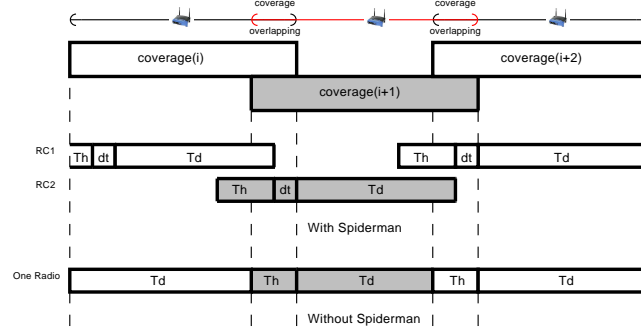 coverage coverage
overlapping overlapping
coverage(i) coverage(i+2)
coverage(i+1)
RC1 Th dt Td Th dt Td
RC2 Th dt Td
With Spiderman
One Radio Td Th Td Th Td
Without Spiderman